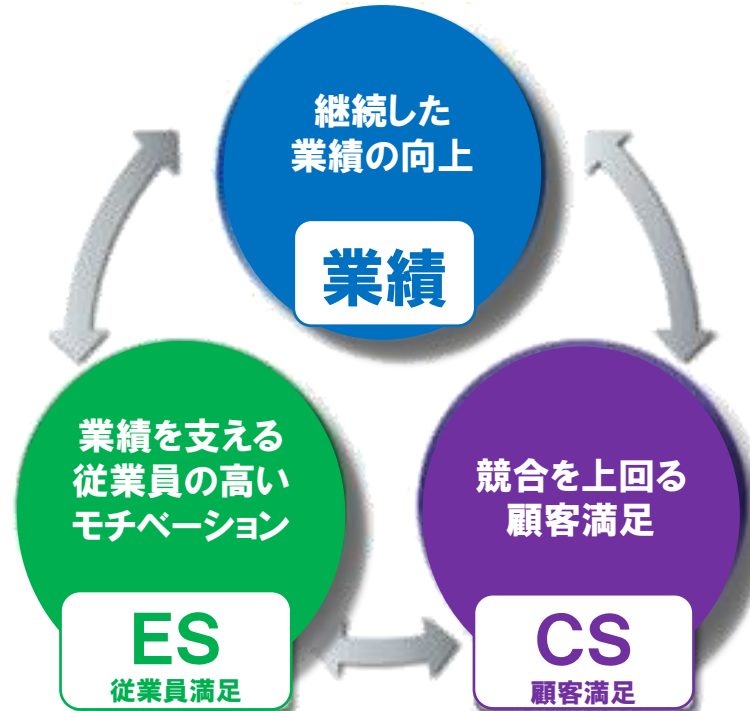 継続した
業績の向上
業績
業績を支える
従業員の高い
モチベーション
ES
従業員満足
競合を上回る
顧客満足
CS
顧客満足